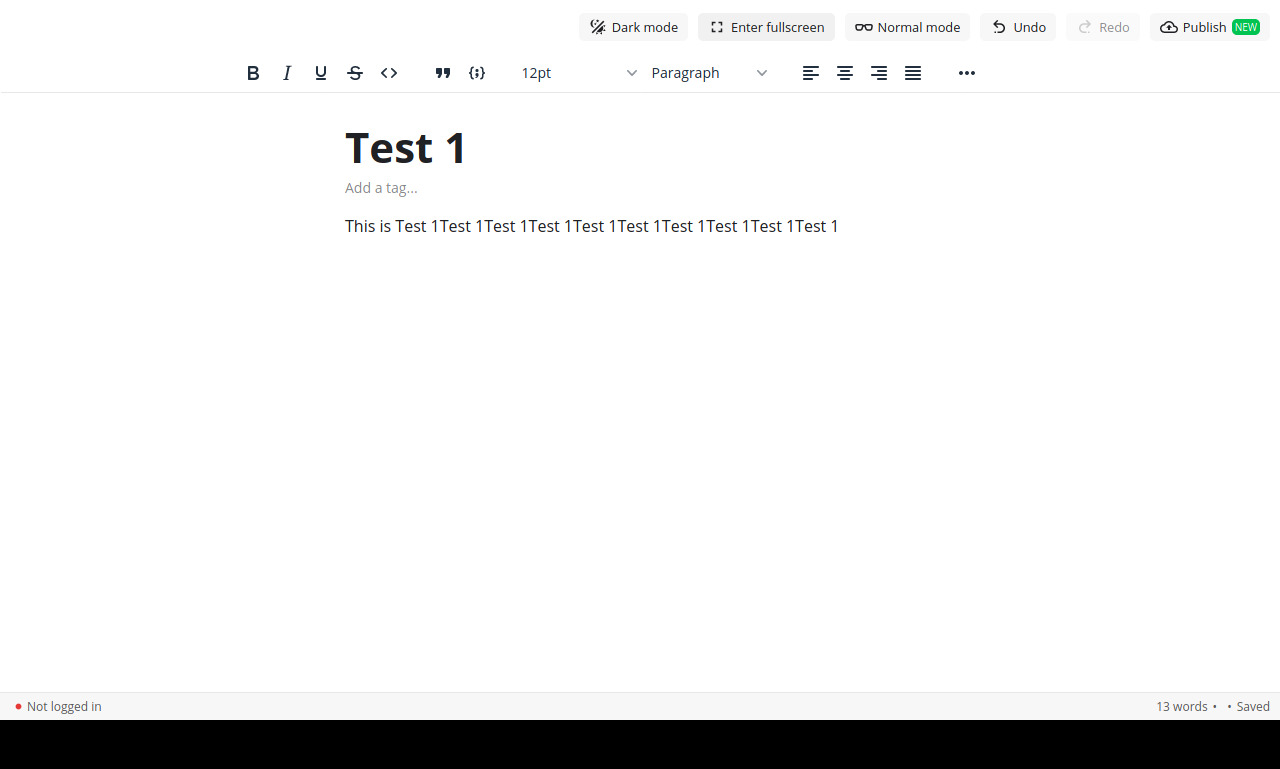 Dark mode Enter fullscreen Normal mode Undo Redo Publish NEW
12pt Paragraph
Test 1
Add a tag...
This is Test 1Test 1Test 1Test 1Test 1Test 1Test 1Test 1Test 1Test 1
Not logged in 13 words • • Saved